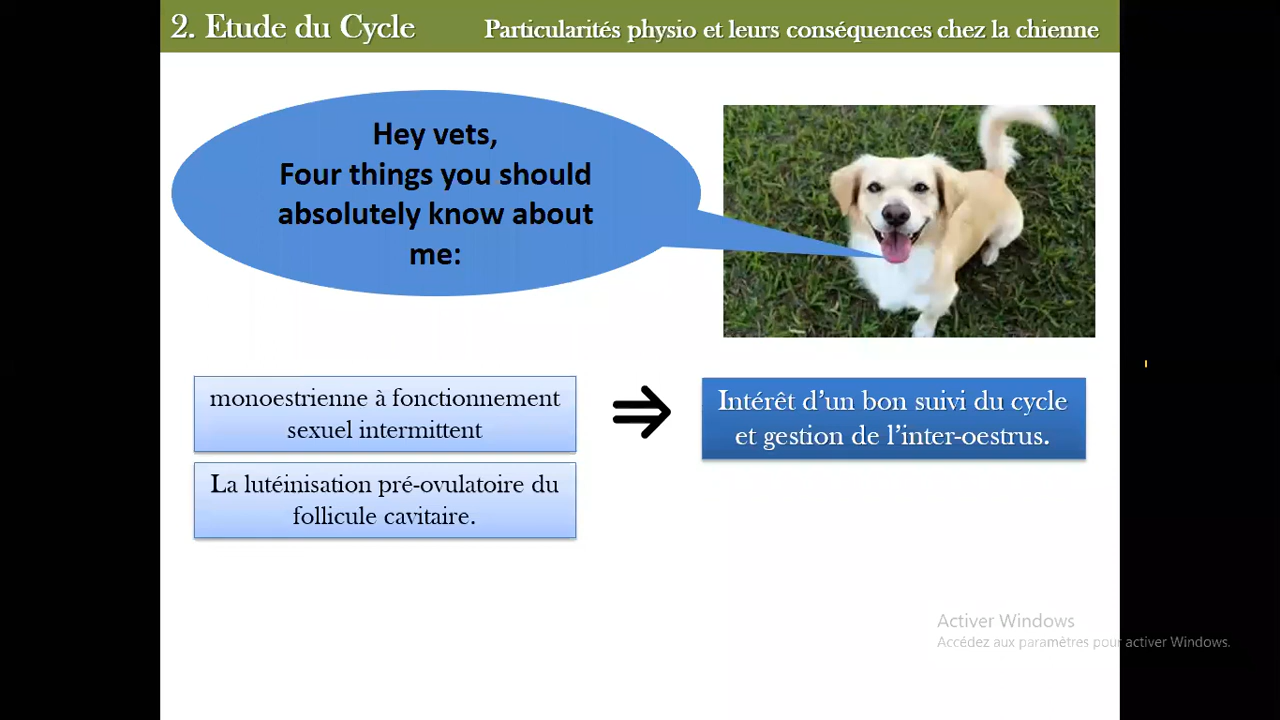 2. Etude du Cycle
Particularités physio et leurs conséquences chez la chienne
Hey vets,
Four things you should
absolutely know about
me:
monoestrienne à fonctionnement
sexuel intermittent
Intérêt d’un bon suivi du cycle
et gestion de l’inter-oestrus.
La lutéinisation pré-ovulatoire du
follicule cavitaire.
Activer Windows
Accédez aux paramètres pour activer Windows.